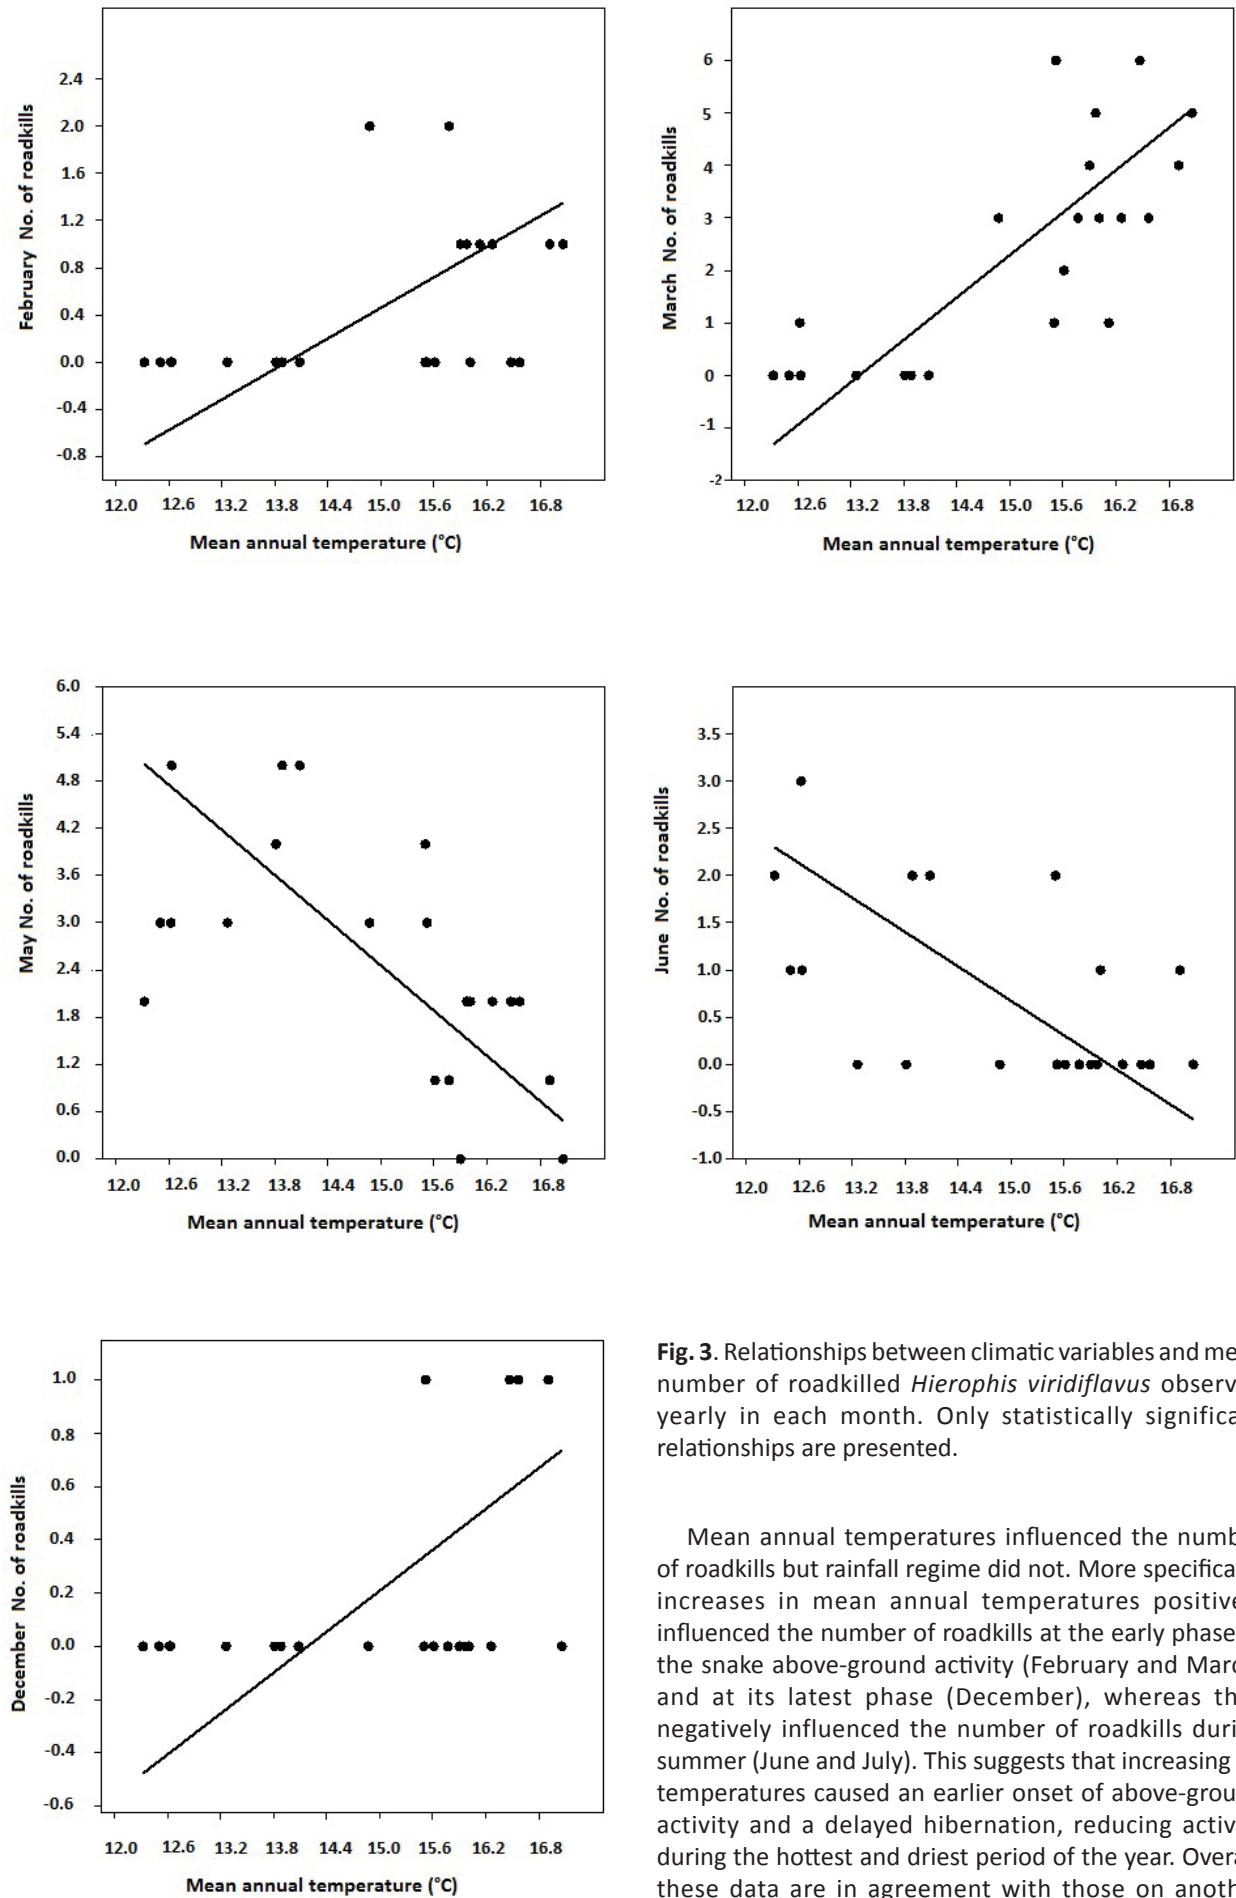 2.4
2.0
1.6
1.2
0.8
0.4
0.0
-0.4
-0.8
February No. of roadkills
12.0 12.6 13.2 13.8 14.4 15.0 15.6 16.2 16.8
Mean annual temperature (°C)
6
5
4
3
2
1
0
-1
-2
March No. of roadkills
12.0 12.6 13.2 13.8 14.4 15.0 15.6 16.2 16.8
Mean annual temperature (°C)
6.0
5.4
4.8
4.2
3.6
3.0
2.4
1.8
1.2
0.6
0.0
May No. of roadkills
12.0 12.6 13.2 13.8 14.4 15.0 15.6 16.2 16.8
Mean annual temperature (°C)
3.5
3.0
2.5
2.0
1.5
1.0
0.5
0.0
-0.5
-1.0
June No. of roadkills
12.0 12.6 13.2 13.8 14.4 15.0 15.6 16.2 16.8
Mean annual temperature (°C)
1.0
0.8
0.6
0.4
0.2
0.0
-0.2
-0.4
-0.6
December No. of roadkills
12.0 12.6 13.2 13.8 14.4 15.0 15.6 16.2 16.8
Mean annual temperature (°C)
Fig. 3. Relationships between climatic variables and me
number of roadkilled Hierophis viridiflavus observ
yearly in each month. Only statistically significa
relationships are presented.
Mean annual temperatures influenced the numb
of roadkills but rainfall regime did not. More specifica
increases in mean annual temperatures positive
influenced the number of roadkills at the early phase
the snake above-ground activity (February and Marc
and at its latest phase (December), whereas th
negatively influenced the number of roadkills duri
summer (June and July). This suggests that increasing
temperatures caused an earlier onset of above-grou
activity and a delayed hibernation, reducing activ
during the hottest and driest period of the year. Overa
these data are in agreement with those on anoth